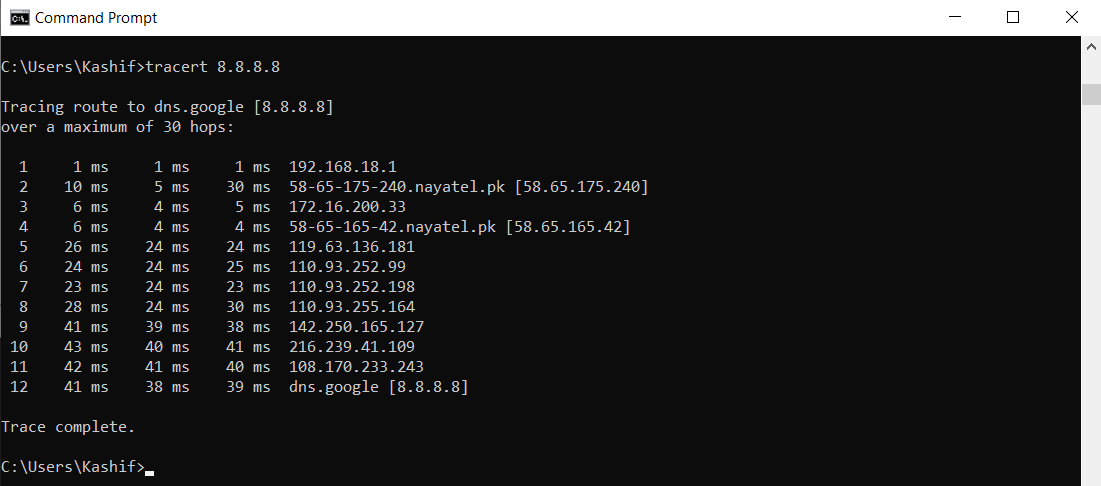 Command Prompt
C:\Users\Kashif>tracert 8.8.8.8
Tracing route to dns.google [8.8.8.8]
over a maximum of 30 hops:
1 1 ms 1 ms 1 ms 192.168.18.1
2 10 ms 5 ms 30 ms 58-65-175-240.nayatel.pk [58.65.175.240]
3 6 ms 4 ms 5 ms 172.16.200.33
4 6 ms 4 ms 4 ms 58-65-165-42.nayatel.pk [58.65.165.42]
5 26 ms 24 ms 24 ms 119.63.136.181
6 24 ms 24 ms 25 ms 110.93.252.99
7 23 ms 24 ms 23 ms 110.93.252.198
8 28 ms 24 ms 30 ms 110.93.255.164
9 41 ms 39 ms 38 ms 142.250.165.127
10 43 ms 40 ms 41 ms 216.239.41.109
11 42 ms 41 ms 40 ms 108.170.233.243
12 41 ms 38 ms 39 ms dns.google [8.8.8.8]
Trace complete.
C:\Users\Kashif>